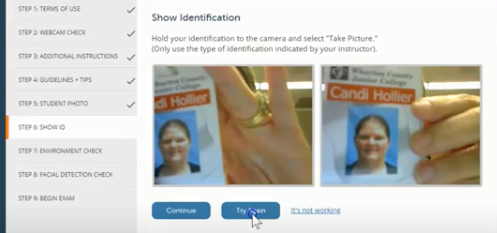 STEP 1: TERMS OF USE
STEP 2: WEBCAM CHECK
STEP 3: ADDITIONAL INSTRUCTIONS
STEP 4: GUIDELINES + TIPS
STEP 5: STUDENT PHOTO
STEP 6: SHOW ID
STEP 7: ENVIRONMENT CHECK
STEP 8: FACIAL DETECTION CHECK
STEP 9: BEGIN EXAM
Show Identification
Hold your identification to the camera and select "Take Picture."
(Only use the type of identification indicated by your instructor).
Wharton County
Junior College
Candi Hollier
Wharton County
Junior College
Candi Hollier
Continue
Try Again
It's not working